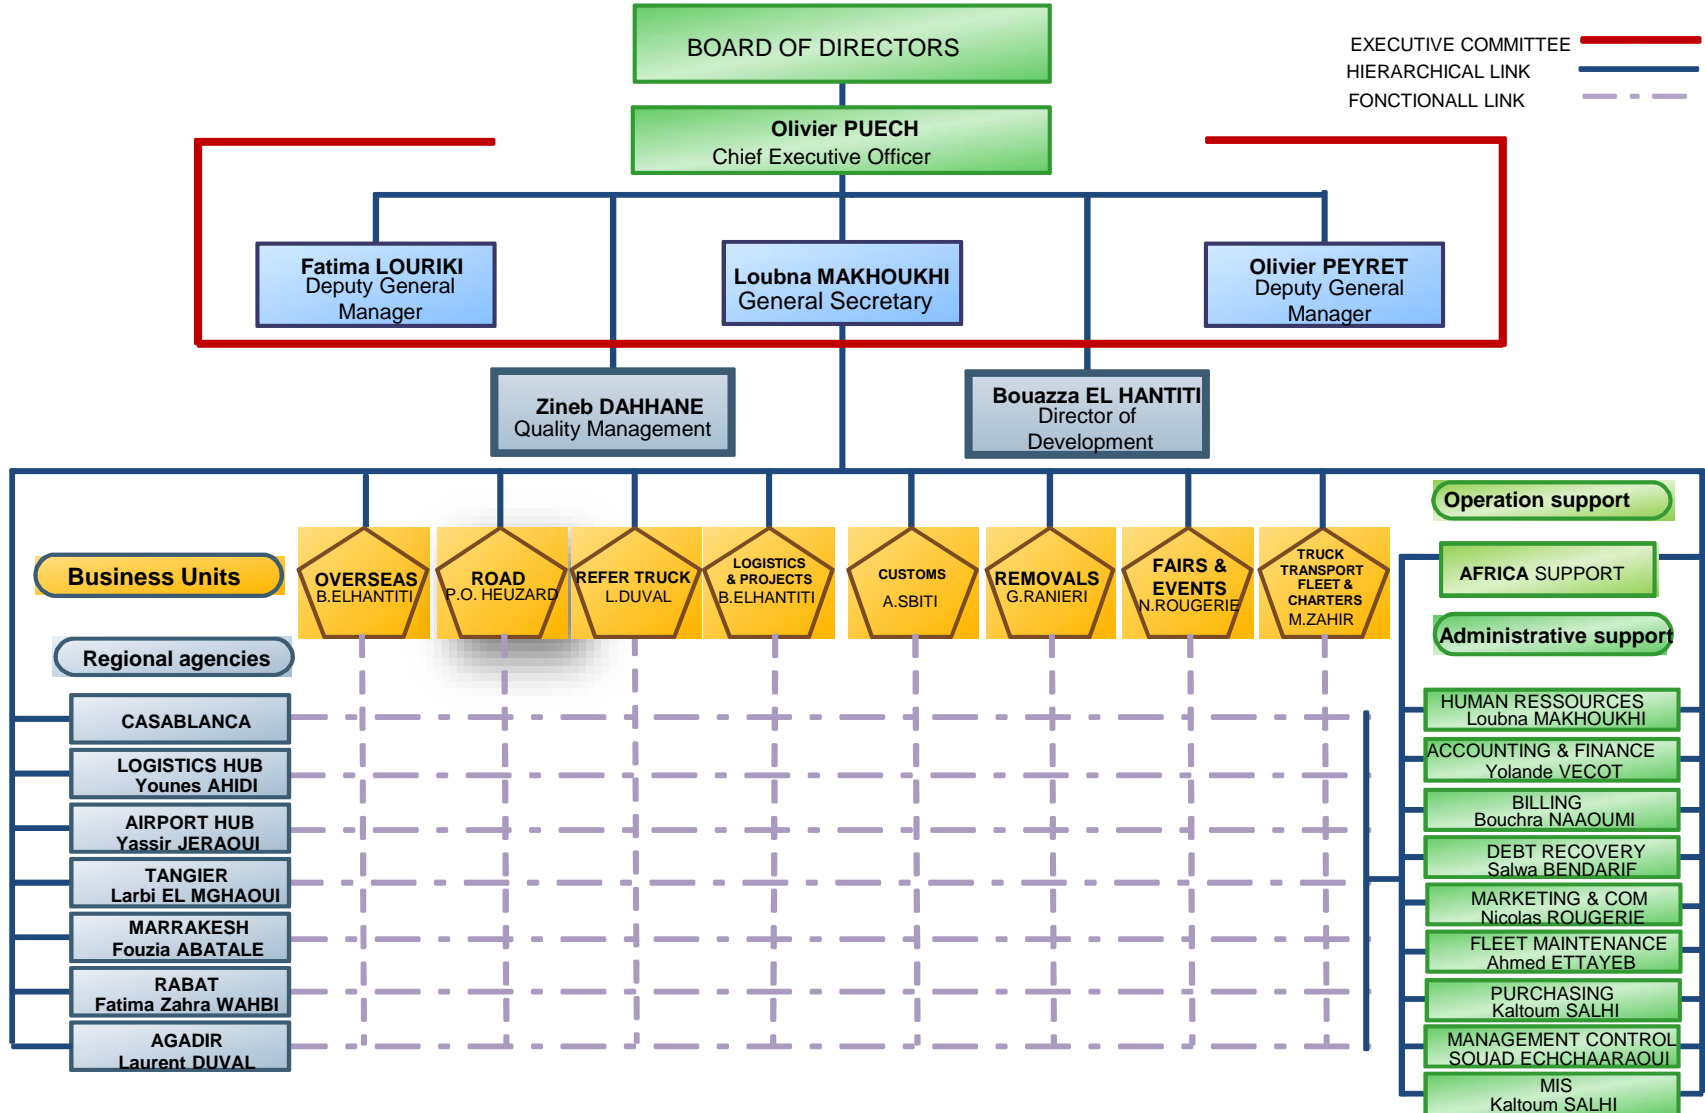 BOARD OF DIRECTORS
EXECUTIVE COMMITTEE
HIERARCHICAL LINK
FONCTIONALL LINK
Olivier PUECH
Chief Executive Officer
Fatima LOURIKI
Deputy General
Manager
Loubna MAKHOUKHI
General Secretary
Olivier PEYRET
Deputy General
Manager
Zineb DAHHANE
Quality Management
Bouazza EL HANTITI
Director of
Development
Business Units
OVERSEAS
B.ELHANTITI
ROAD
P.O. HEUZARD
REFER TRUCK
L.DUVAL
LOGISTICS
& PROJECTS
B.ELHANTITI
CUSTOMS
A.SBITI
REMOVALS
G.RANIERI
FAIRS &
EVENTS
N.ROUGERIE
TRUCK
TRANSPORT
FLEET &
CHARTERS
M.ZAHIR
Operation support
AFRICA SUPPORT
Administrative support
Regional agencies
CASABLANCA
LOGISTICS HUB
Younes AHIDI
AIRPORT HUB
Yassir JERAOUI
TANGIER
Larbi EL MGHAOUI
MARRAKESH
Fouzia ABATALE
RABAT
Fatima Zahra WAHBI
AGADIR
Laurent DUVAL
HUMAN RESSOURCES
Loubna MAKHOUKHI
ACCOUNTING & FINANCE
Yolande VECOT
BILLING
Bouchra NAAOUMI
DEBT RECOVERY
Salwa BENDARIF
MARKETING & COM
Nicolas ROUGERIE
FLEET MAINTENANCE
Ahmed ETTAYEB
PURCHASING
Kaltoum SALHI
MANAGEMENT CONTROL
SOUAD ECHCHAARAOUI
MIS
Kaltoum SALHI